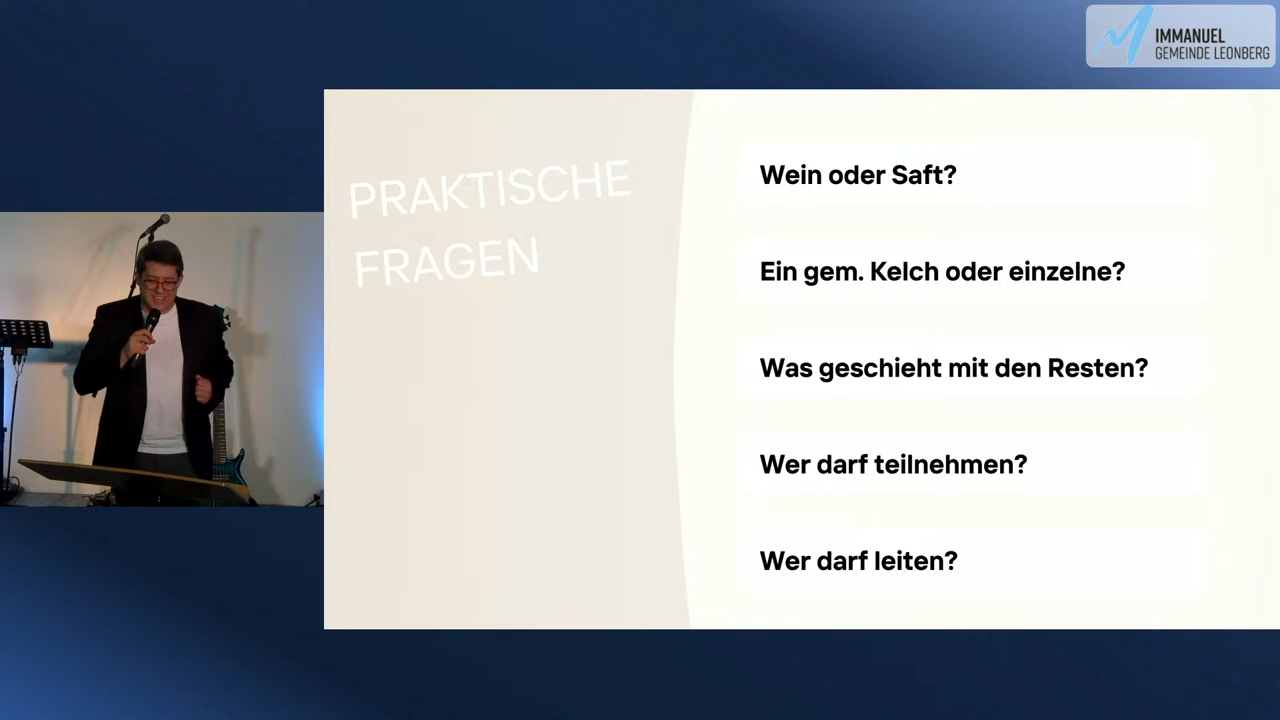 IMMANUEL
GEMEINDE LEONBERG
PRAKTISCHE
FRAGEN
Wein oder Saft?
Ein gem. Kelch oder einzelne?
Was geschieht mit den Resten?
Wer darf teilnehmen?
Wer darf leiten?